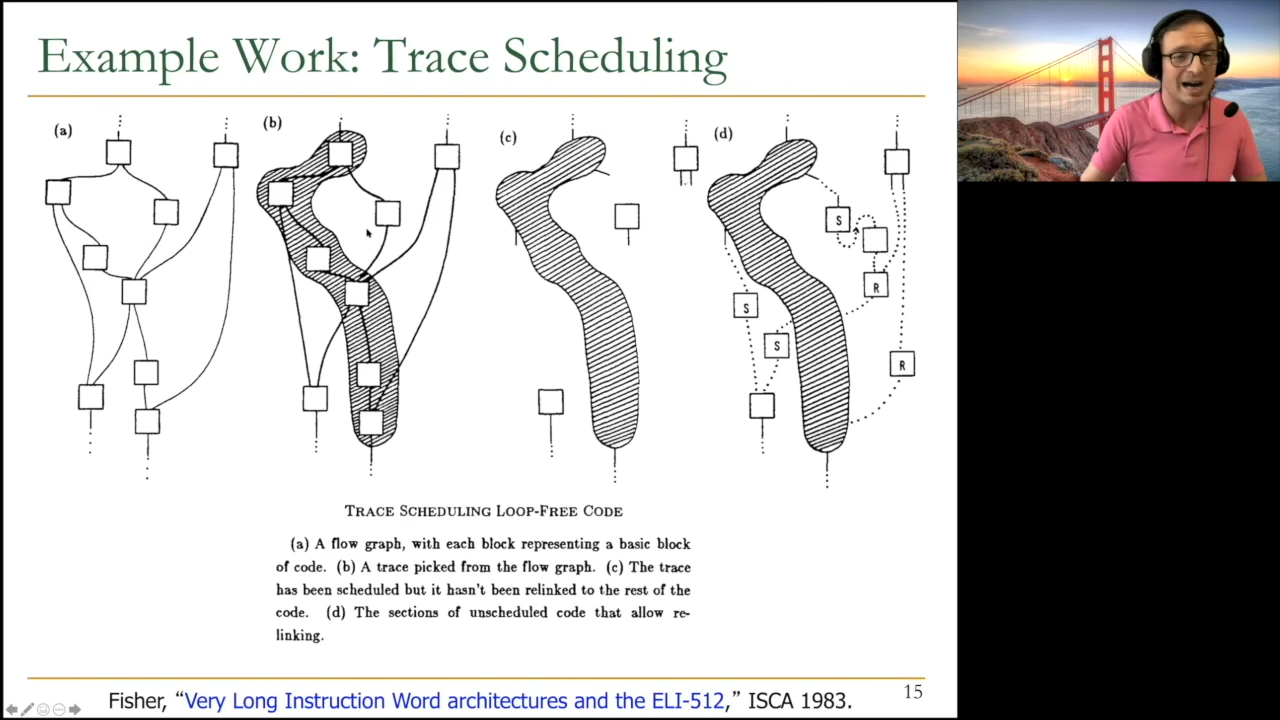 Example Work: Trace Scheduling
(a)
(b)
(c)
(d)
S
R
S
S
R
TRACE SCHEDULING LOOP-FREE CODE
(a) A flow graph, with each block representing a basic block
of code. (b) A trace picked from the flow graph. (c) The trace
has been scheduled but it hasn't been relinked to the rest of the
code. (d) The sections of unscheduled code that allow re-
linking.
Fisher, “Very Long Instruction Word architectures and the ELI-512,” ISCA 1983.
15